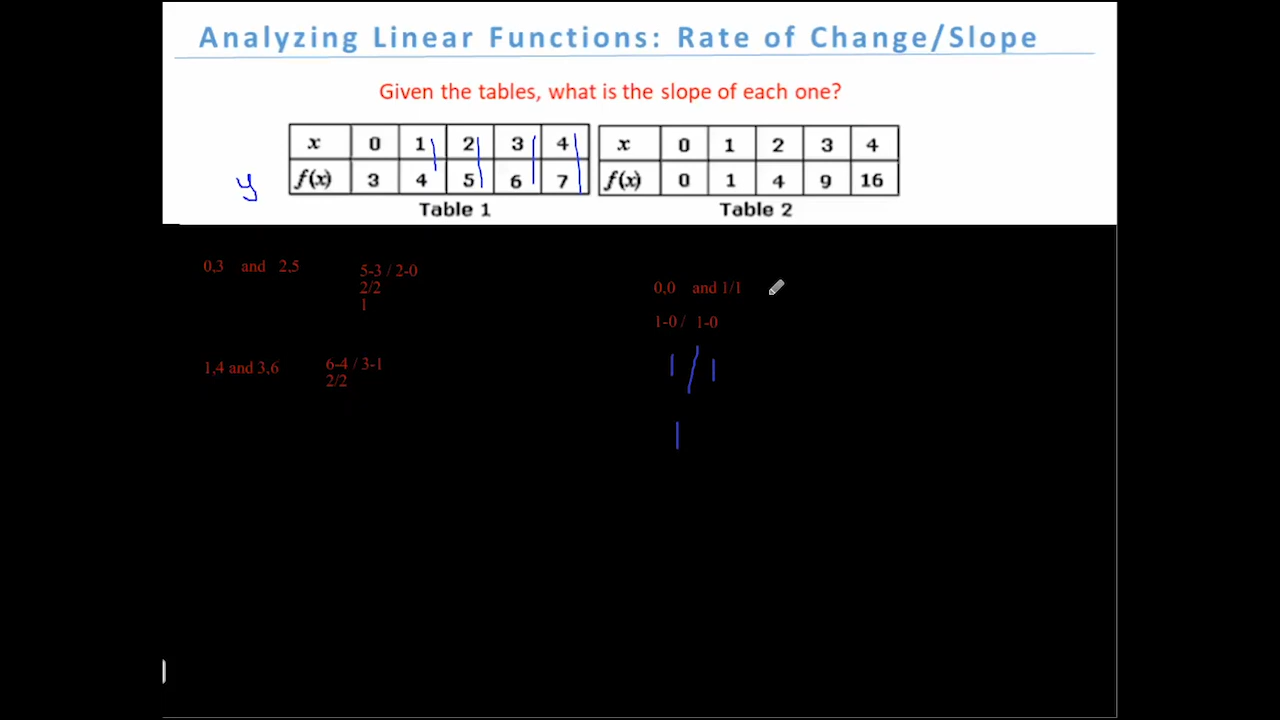 Analyzing Linear Functions: Rate of Change/Slope
Given the tables, what is the slope of each one?
x 0 1 2 3 4
y f(x) 3 4 5 6 7
Table 1
x 0 1 2 3 4
f(x) 0 1 4 9 16
Table 2
0,3 and 2,5
5-3 / 2-0
2/2
1
1,4 and 3,6
6-4 / 3-1
2/2
0,0 and 1/1
1-0 / 1-0
1 / 1
1